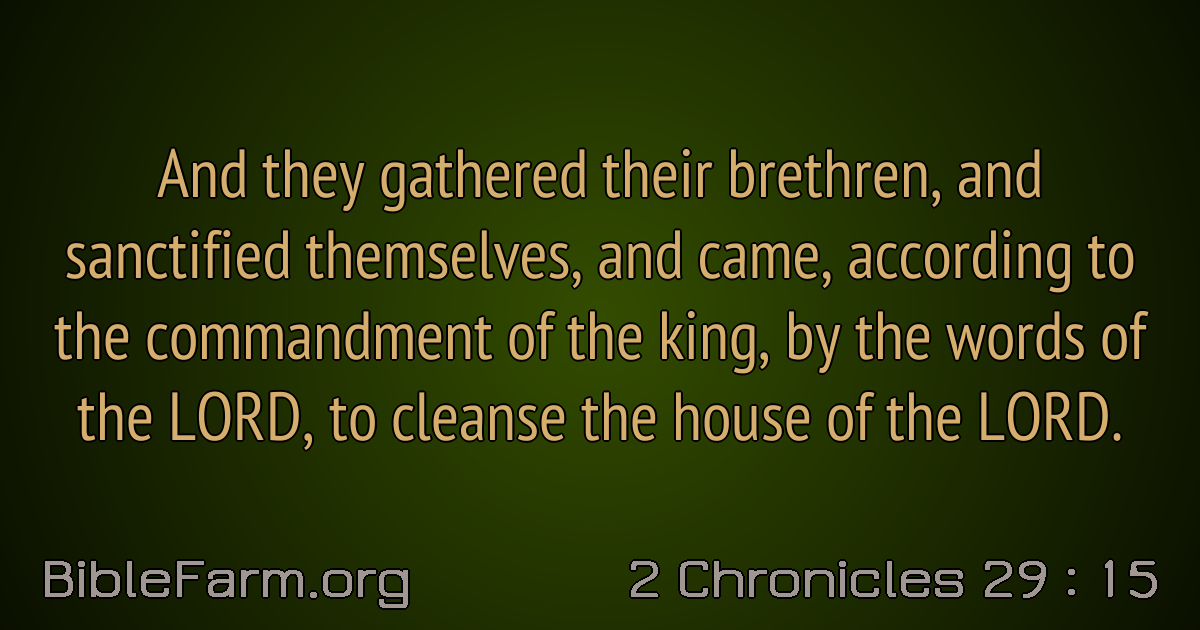 And they gathered their brethren, and
sanctified themselves, and came, according to
the commandment of the king, by the words of
the LORD, to cleanse the house of the LORD.
BibleFarm.org
2 Chronicles 29 : 15